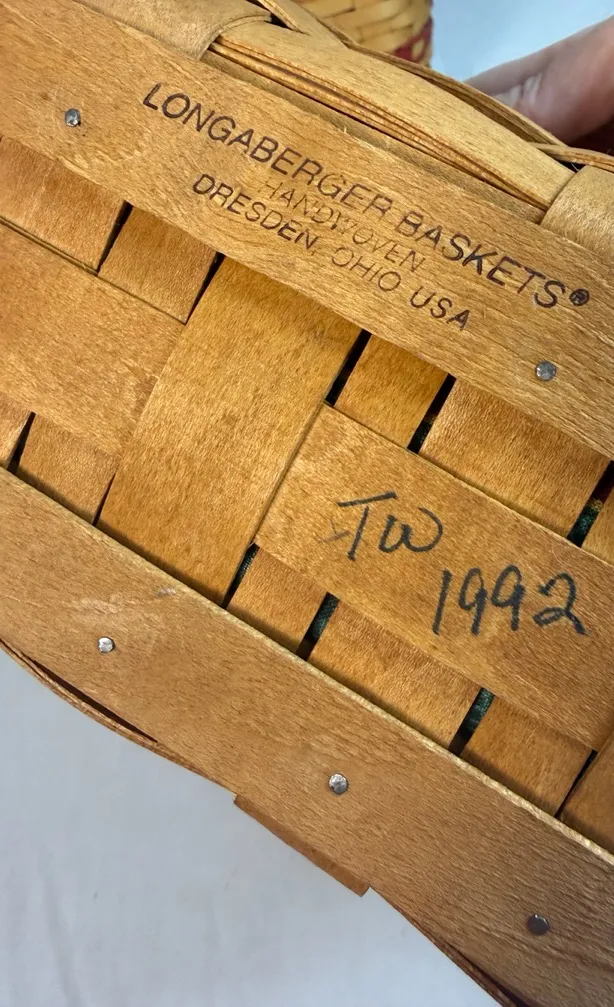 LONGABERGER BASKETS®
HANDWOVEN
DRESDEN, OHIO USA
TW
1992